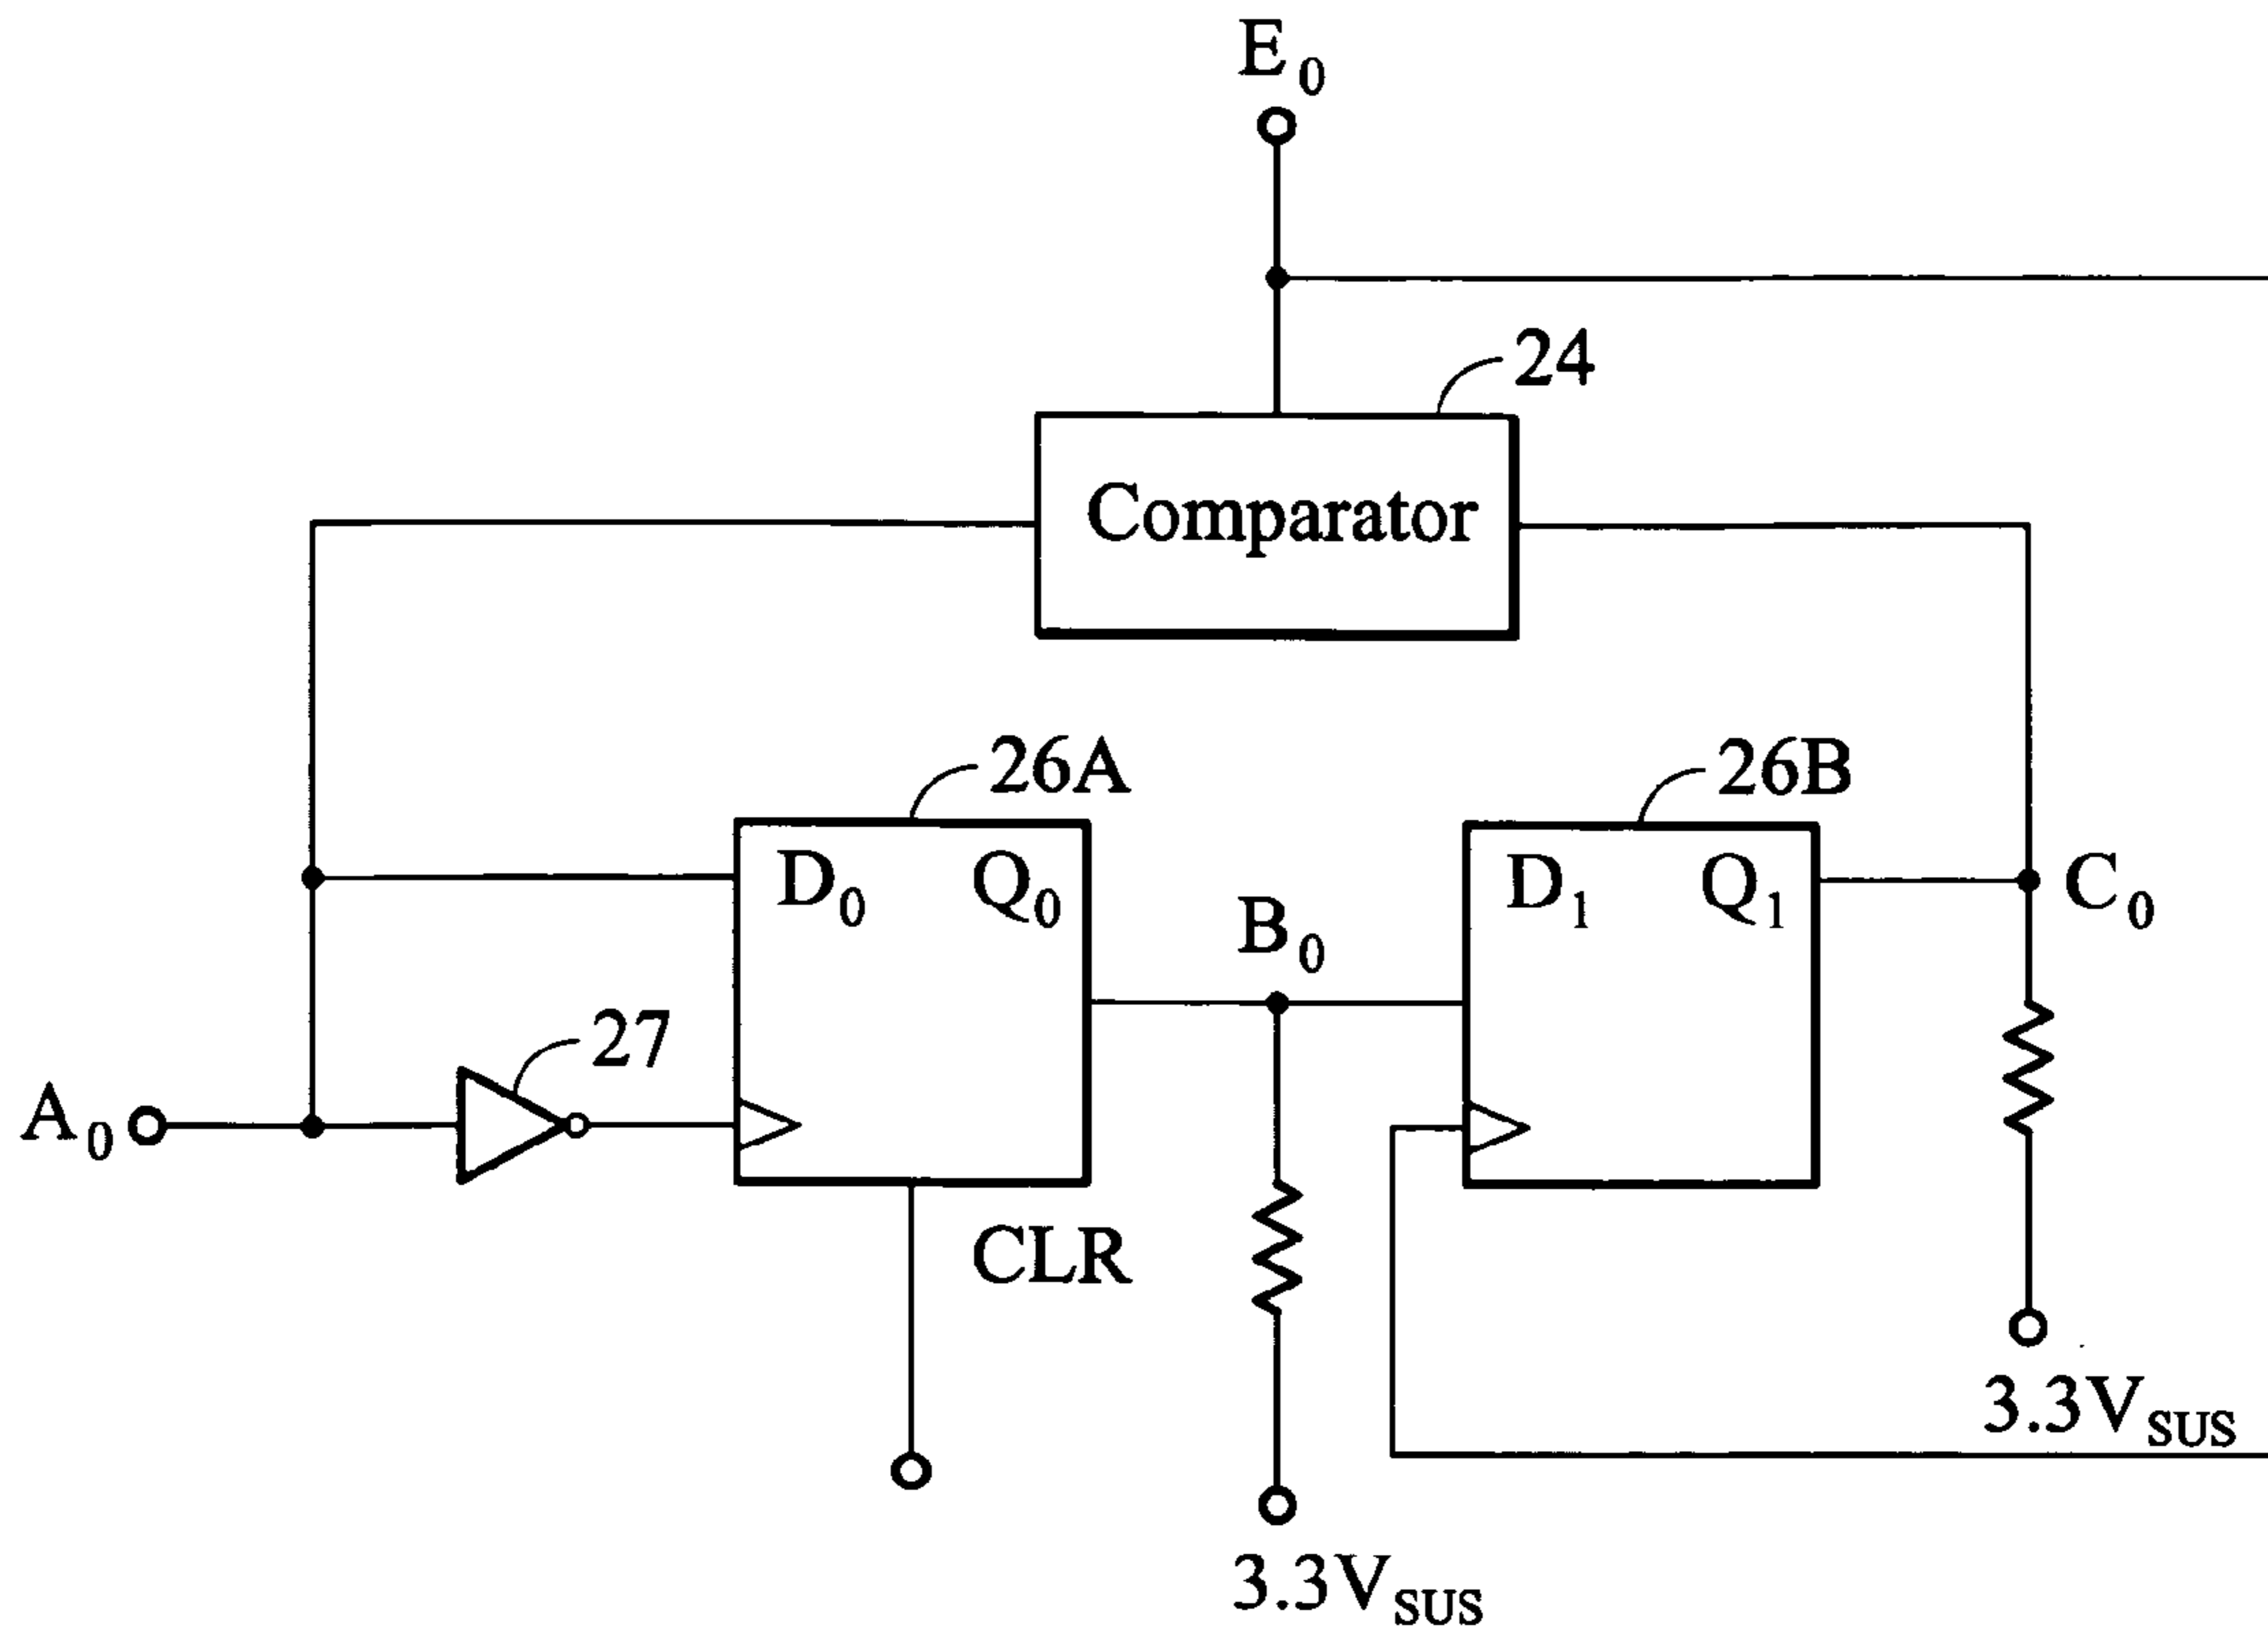 E0
24
Comparator
26A
26B
D0
Q0
D1
Q1
C0
B0
27
A0
CLR
3.3VSUS
3.3VSUS